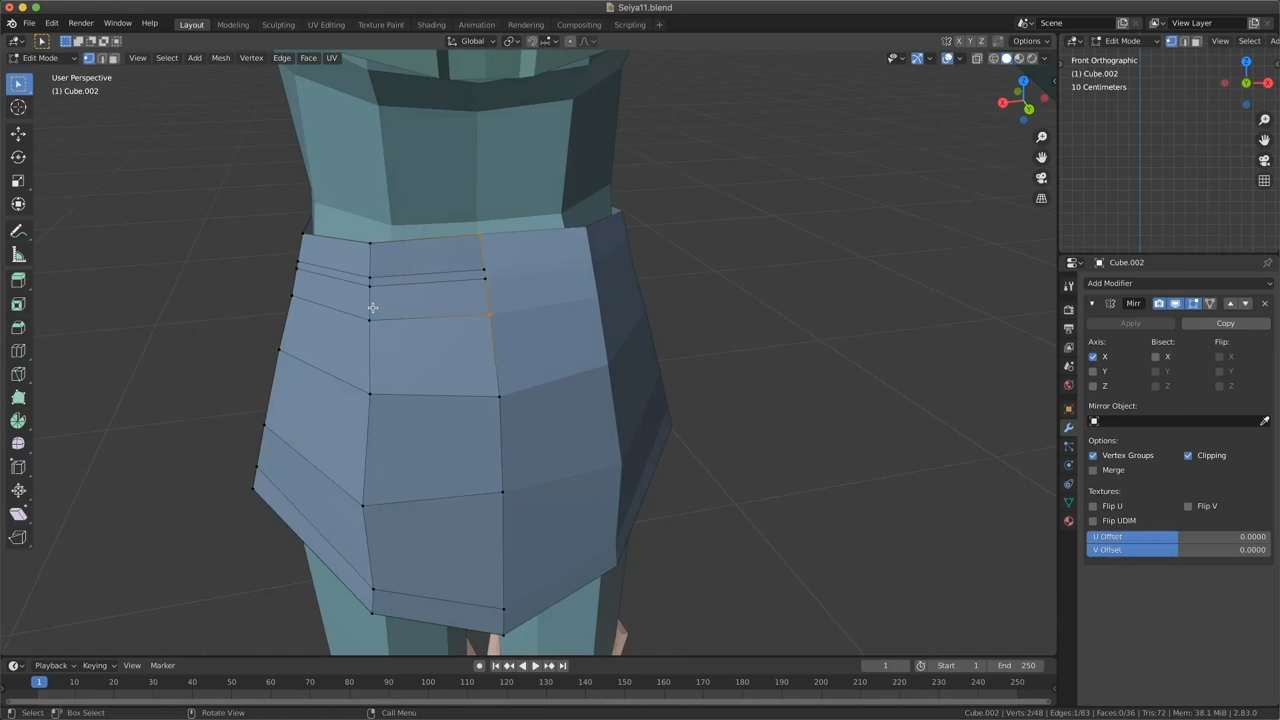 Seiya11.blend
File Edit Render Window Help Layout Modeling Sculpting UV Editing Texture Paint Shading Animation Rendering Compositing Scripting Scene View Layer
Global X Y Z Options Edit Mode View Select
Edit Mode View Select Add Mesh Vertex Edge Face UV
User Perspective
(1) Cube.002
Front Orthographic
(1) Cube.002
10 Centimeters
Z
X
Y
Z
X
Y
Cube.002
Add Modifier
Mirr
Apply Copy
Axis: Bisect: Flip:
X X X
Y Y Y
Z Z Z
Mirror Object:
Options:
Vertex Groups Clipping
Merge
Textures:
Flip U Flip V
Flip UDIM
U Offset 0.0000
V Offset 0.0000
Playback Keying View Marker 1 Start 1 End 250
1 10 20 30 40 50 60 70 80 90 100 110 120 130 140 150 160 170 180 190 200 210 220 230 240 250
Select Box Select Rotate View Call Menu Cube.002 | Verts:2/48 | Edges:1/83 | Faces:0/36 | Tris:72 | Mem: 38.1 MiB | 2.83.0